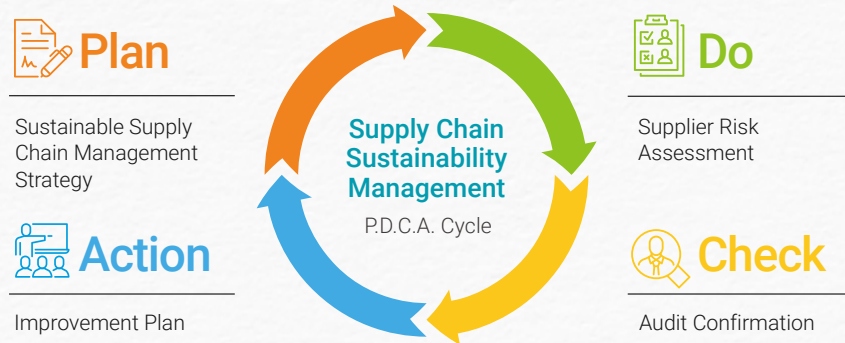 Plan
Sustainable Supply
Chain Management
Strategy
Do
Supplier Risk
Assessment
Supply Chain
Sustainability
Management
P.D.C.A. Cycle
Action
Improvement Plan
Check
Audit Confirmation